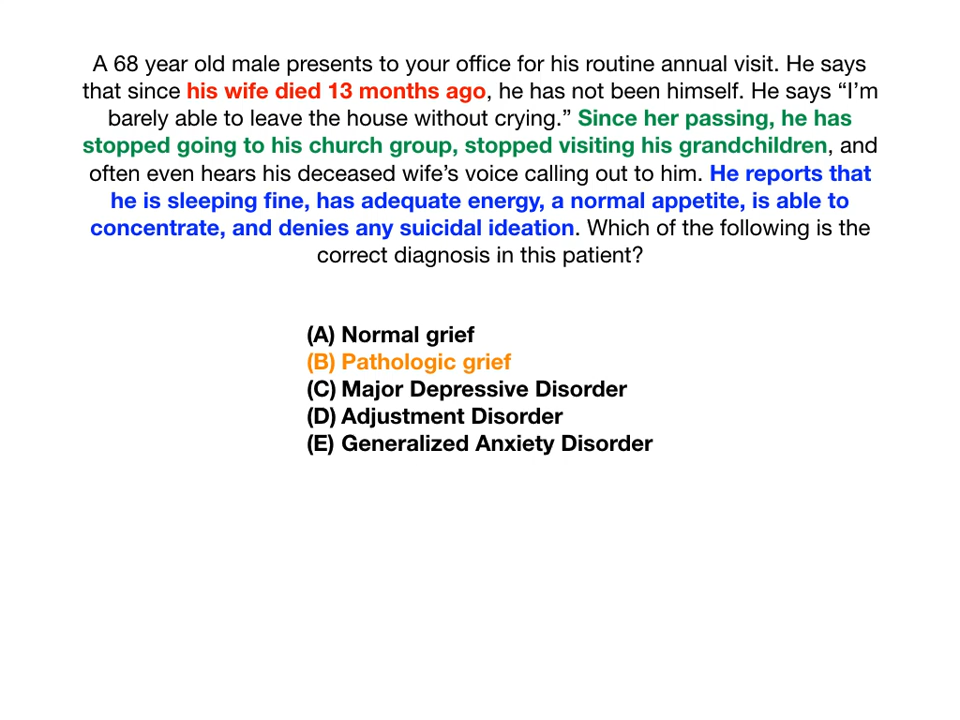 A 68 year old male presents to your office for his routine annual visit. He says
that since his wife died 13 months ago, he has not been himself. He says “I’m
barely able to leave the house without crying.” Since her passing, he has
stopped going to his church group, stopped visiting his grandchildren, and
often even hears his deceased wife’s voice calling out to him. He reports that
he is sleeping fine, has adequate energy, a normal appetite, is able to
concentrate, and denies any suicidal ideation. Which of the following is the
correct diagnosis in this patient?
(A) Normal grief
(B) Pathologic grief
(C) Major Depressive Disorder
(D) Adjustment Disorder
(E) Generalized Anxiety Disorder